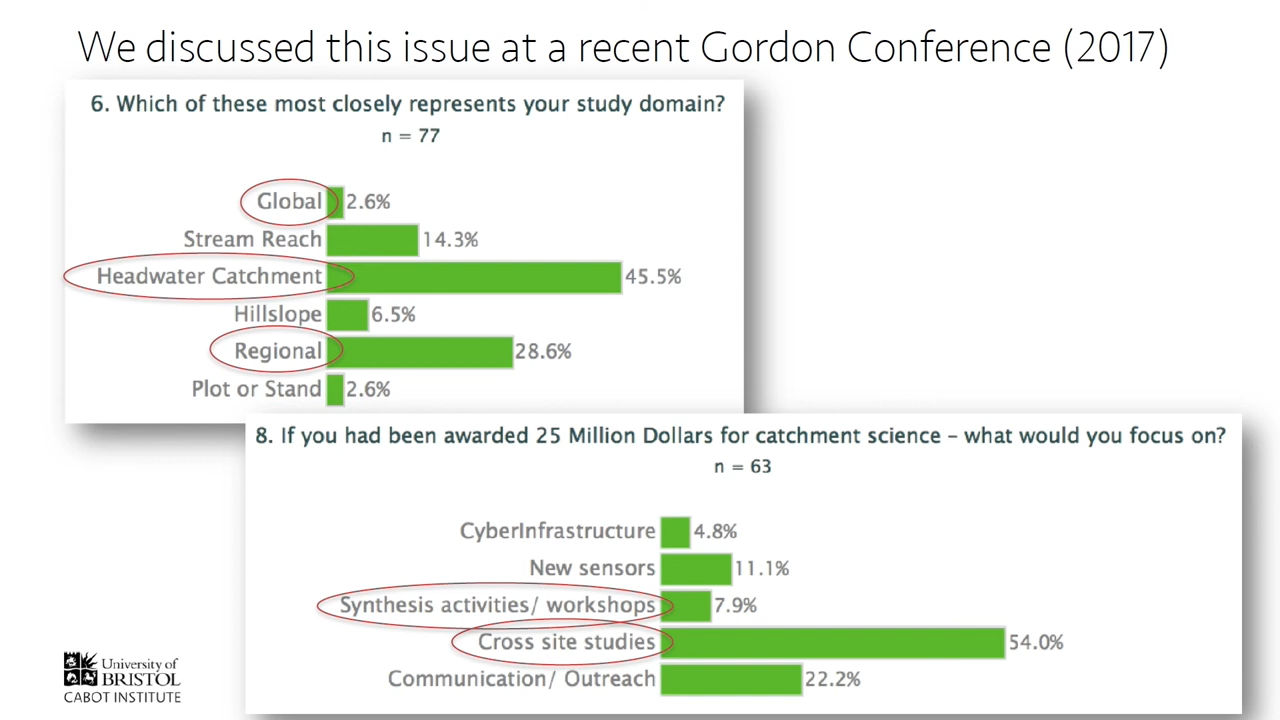 We discussed this issue at a recent Gordon Conference (2017)
6. Which of these most closely represents your study domain?
n = 77
Global 2.6%
Stream Reach 14.3%
Headwater Catchment 45.5%
Hillslope 6.5%
Regional 28.6%
Plot or Stand 2.6%
8. If you had been awarded 25 Million Dollars for catchment science – what would you focus on?
n = 63
CyberInfrastructure 4.8%
New sensors 11.1%
Synthesis activities/ workshops 7.9%
Cross site studies 54.0%
Communication/ Outreach 22.2%
University of
BRISTOL
CABOT INSTITUTE